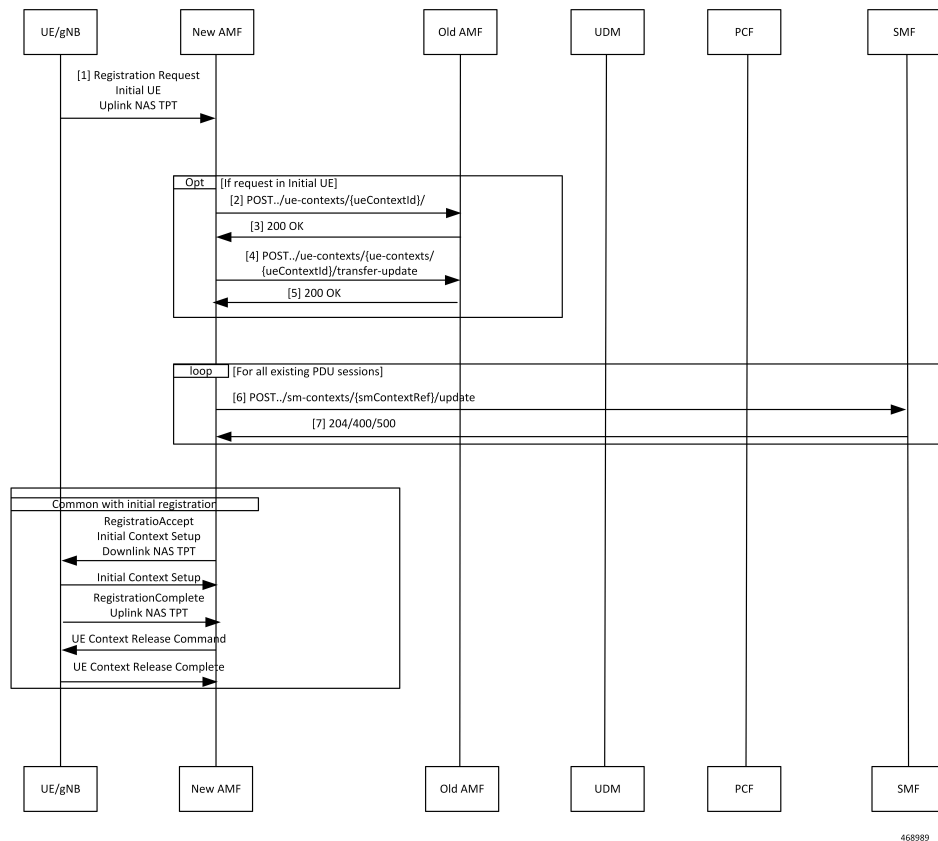 UE/gNB
New AMF
Old AMF
UDM
PCF
SMF
[1] Registration Request
Initial UE
Uplink NAS TPT
Opt
[If request in Initial UE]
[2] POST../ue-contexts/{ueContextId}/
[3] 200 OK
[4] POST../ue-contexts/{ue-contexts/
{ueContextId}/transfer-update
[5] 200 OK
loop
[For all existing PDU sessions]
[6] POST../sm-contexts/{smContextRef}/update
[7] 204/400/500
Common with initial registration
RegistratioAccept
Initial Context Setup
Downlink NAS TPT
Initial Context Setup
RegistrationComplete
Uplink NAS TPT
UE Context Release Command
UE Context Release Complete
UE/gNB
New AMF
Old AMF
UDM
PCF
SMF
468989